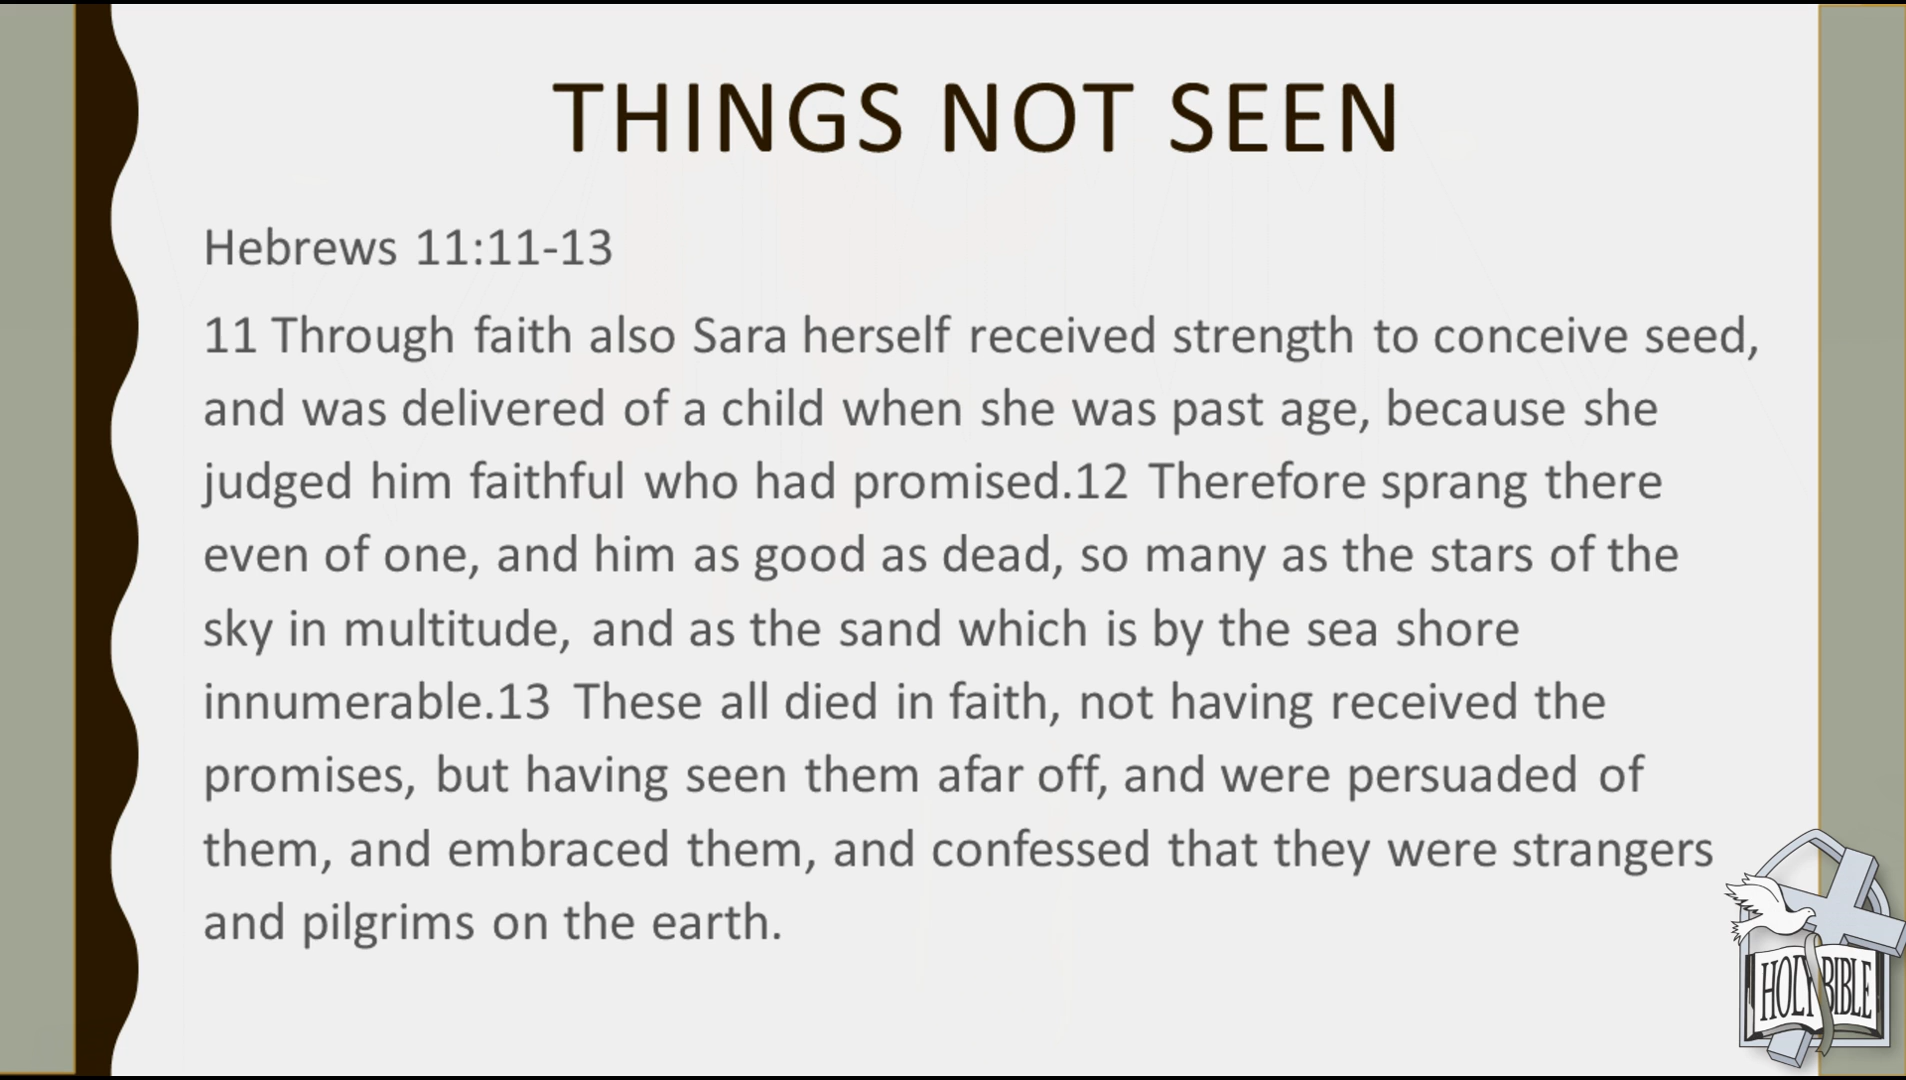 THINGS NOT SEEN
Hebrews 11:11-13
11 Through faith also Sara herself received strength to conceive seed,
and was delivered of a child when she was past age, because she
judged him faithful who had promised.12 Therefore sprang there
even of one, and him as good as dead, so many as the stars of the
sky in multitude, and as the sand which is by the sea shore
innumerable.13 These all died in faith, not having received the
promises, but having seen them afar off, and were persuaded of
them, and embraced them, and confessed that they were strangers
and pilgrims on the earth.
HOLY BIBLE